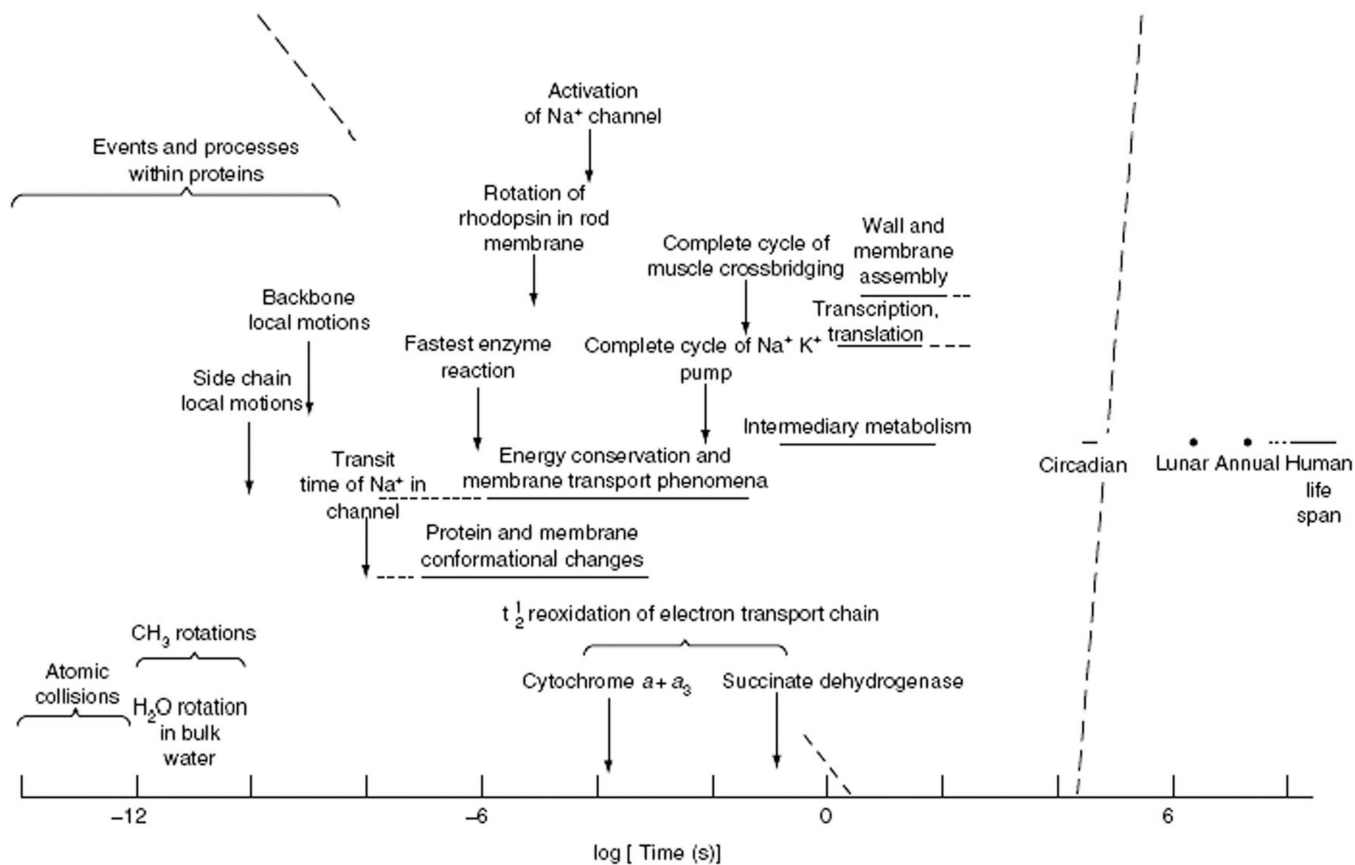 Activation
of Na⁺ channel
Events and processes
within proteins
Rotation of
rhodopsin in rod
membrane
Complete cycle of
muscle crossbridging
Wall and
membrane
assembly
Backbone
local motions
Transcription,
translation
Fastest enzyme
reaction
Complete cycle of Na⁺ K⁺
pump
Side chain
local motions
Intermediary metabolism
Transit
time of Na⁺ in
channel
Energy conservation and
membrane transport phenomena
Circadian
Lunar
Annual
Human
life
span
Protein and membrane
conformational changes
t ½ reoxidation of electron transport chain
CH₃ rotations
Atomic
collisions
H₂O rotation
in bulk
water
Cytochrome a + a₃
Succinate dehydrogenase
−12
−6
0
6
log [ Time (s)]